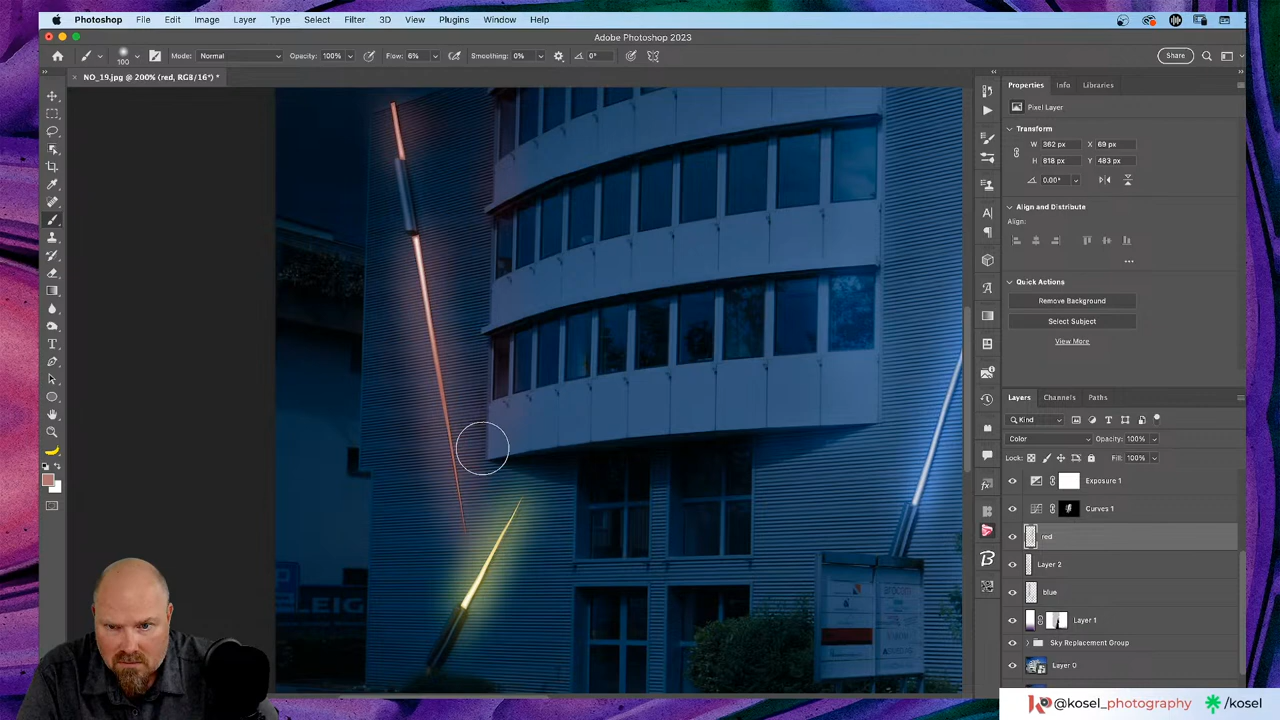 Photoshop File Edit Image Layer Type Select Filter 3D View Plugins Window Help
Adobe Photoshop 2023
100 Mode: Normal Opacity: 100% Flow: 6% Smoothing: 0% 0° Share
NO_19.jpg @ 200% (red, RGB/16*) *
Properties Info Libraries
Pixel Layer
Transform
W 362 px X 69 px
H 818 px Y 483 px
0.00°
Align and Distribute
Align:
Quick Actions
Remove Background
Select Subject
View More
Layers Channels Paths
Kind
Color Opacity: 100%
Lock: Fill: 100%
Exposure 1
Curves 1
red
Layer 2
blue
Sky Replacement Group
Layer 0
@kosel_photography /kosel